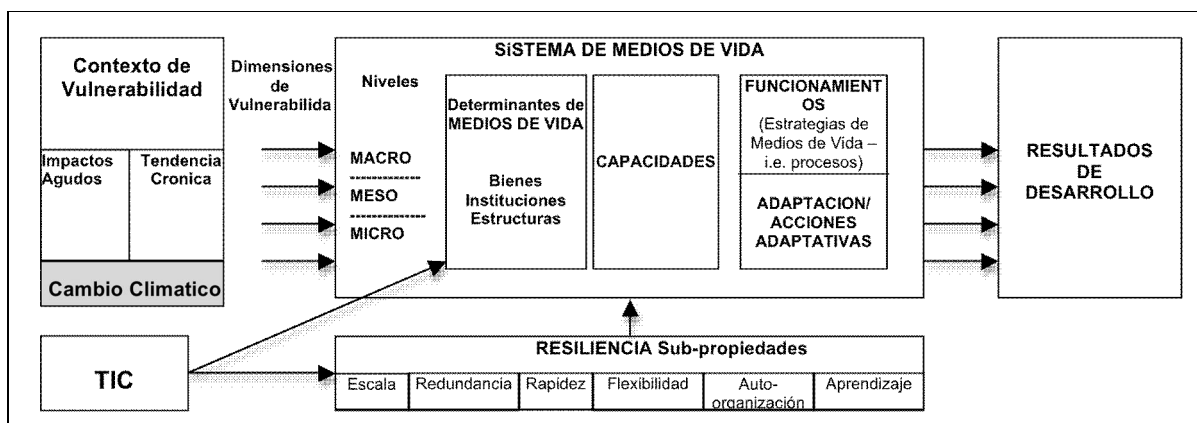 Contexto de
Vulnerabilidad
Impactos
Agudos
Tendencia
Cronica
Cambio Climatico
Dimensiones
de
Vulnerabilida
SiSTEMA DE MEDIOS DE VIDA
Niveles
MACRO
MESO
MICRO
Determinantes de
MEDIOS DE VIDA
Bienes
Instituciones
Estructuras
CAPACIDADES
FUNCIONAMIENT
OS
(Estrategias de
Medios de Vida –
i.e. procesos)
ADAPTACION/
ACCIONES
ADAPTATIVAS
RESULTADOS
DE
DESARROLLO
TIC
RESILIENCIA Sub-propiedades
Escala
Redundancia
Rapidez
Flexibilidad
Auto-
organización
Aprendizaje